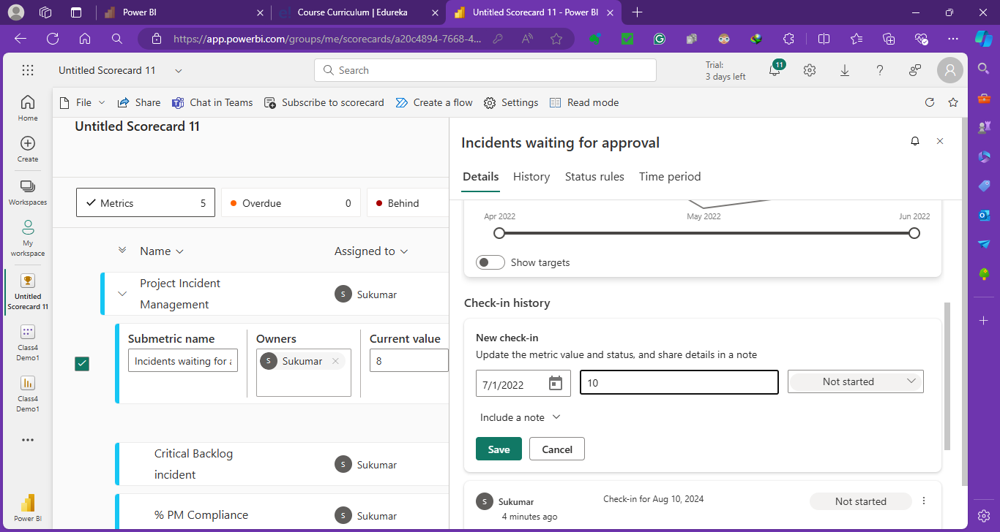 Power BI
Course Curriculum | Edureka
Untitled Scorecard 11 - Power BI
https://app.powerbi.com/groups/me/scorecards/a20c4894-7668-4...
Untitled Scorecard 11
Search
Trial:
3 days left
11
File
Share
Chat in Teams
Subscribe to scorecard
Create a flow
Settings
Read mode
Home
Create
Workspaces
My
workspace
Untitled
Scorecard 11
Class4
Demo1
Class4
Demo1
Power BI
Untitled Scorecard 11
Metrics 5
Overdue 0
Behind
Name
Assigned to
Project Incident
Management
S Sukumar
Submetric name
Owners
Current value
Incidents waiting for a
S Sukumar
8
Critical Backlog
incident
S Sukumar
% PM Compliance
S Sukumar
Incidents waiting for approval
Details
History
Status rules
Time period
Apr 2022
May 2022
Jun 2022
Show targets
Check-in history
New check-in
Update the metric value and status, and share details in a note
7/1/2022
10
Not started
Include a note
Save
Cancel
S Sukumar
4 minutes ago
Check-in for Aug 10, 2024
Not started